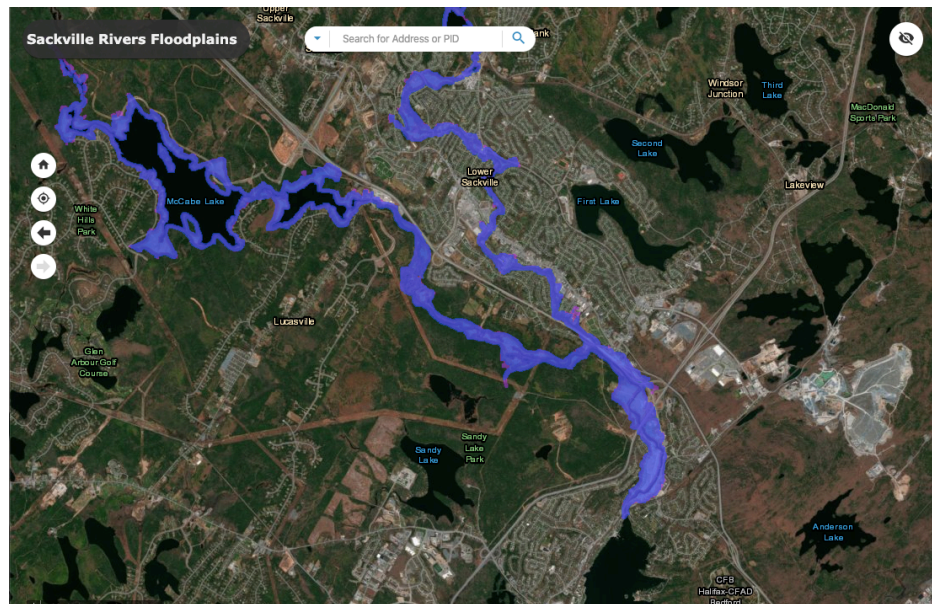 Upper
Sackville
Sackville Rivers Floodplains
Search for Address or PID
Windsor
Junction
Third
Lake
MacDonald
Sports Park
Second
Lake
Lower
Sackville
Lakeview
McCabe Lake
First Lake
White
Hills
Park
Lucasville
Glen
Arbour Golf
Course
Sandy
Lake
Sandy
Lake
Park
Anderson
Lake
CFB
Halifax-CFAD
Bedford